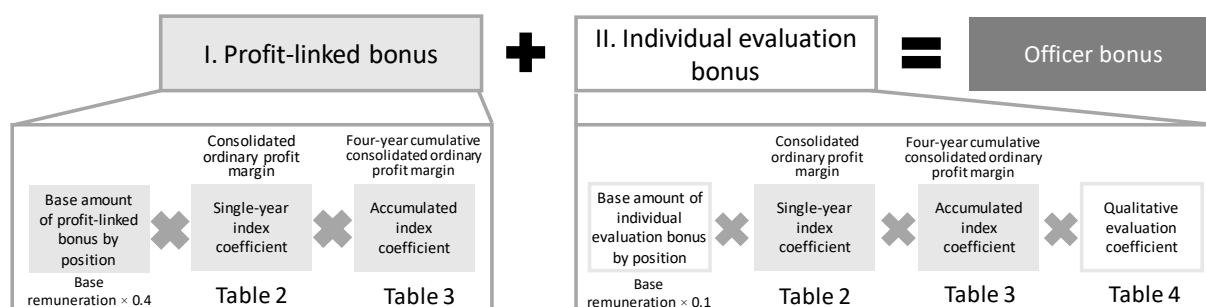 I. Profit-linked bonus
II. Individual evaluation
bonus
Officer bonus
Consolidated
ordinary profit
margin
Four-year cumulative
consolidated ordinary
profit margin
Base amount
of profit-linked
bonus by
position
Single-year
index
coefficient
Accumulated
index
coefficient
Base
remuneration × 0.4
Table 2
Table 3
Consolidated
ordinary profit
margin
Four-year cumulative
consolidated ordinary
profit margin
Base amount of
individual
evaluation bonus
by position
Single-year
index
coefficient
Accumulated
index
coefficient
Qualitative
evaluation
coefficient
Base
remuneration × 0.1
Table 2
Table 3
Table 4